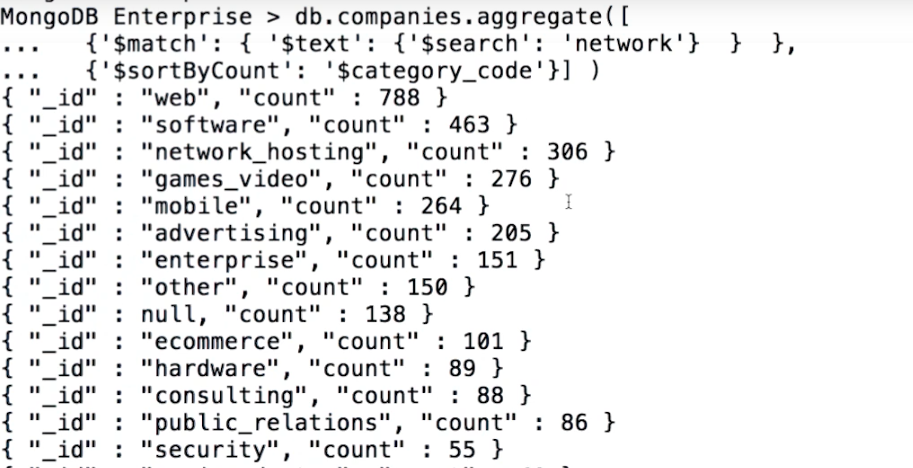 MongoDB Enterprise > db.companies.aggregate([
...   {'$match': { '$text': {'$search': 'network'}  }  },
...   {'$sortByCount': '$category_code'}] )
{ "_id" : "web", "count" : 788 }
{ "_id" : "software", "count" : 463 }
{ "_id" : "network_hosting", "count" : 306 }
{ "_id" : "games_video", "count" : 276 }
{ "_id" : "mobile", "count" : 264 }
{ "_id" : "advertising", "count" : 205 }
{ "_id" : "enterprise", "count" : 151 }
{ "_id" : "other", "count" : 150 }
{ "_id" : null, "count" : 138 }
{ "_id" : "ecommerce", "count" : 101 }
{ "_id" : "hardware", "count" : 89 }
{ "_id" : "consulting", "count" : 88 }
{ "_id" : "public_relations", "count" : 86 }
{ "_id" : "security", "count" : 55 }